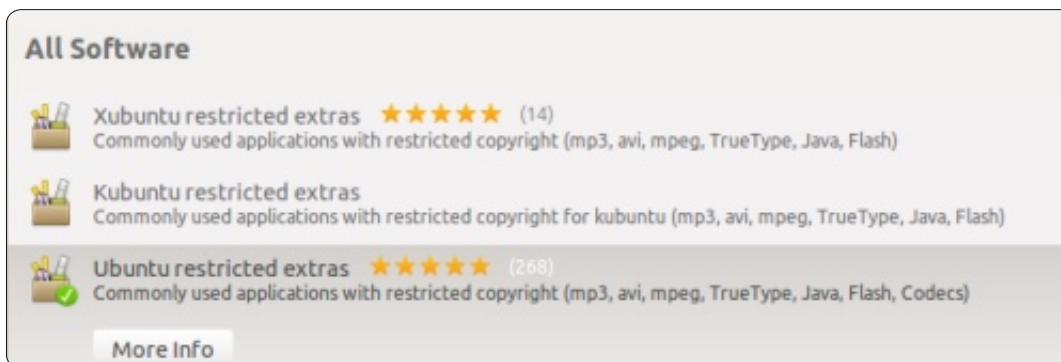 All Software
Xubuntu restricted extras (14)
Commonly used applications with restricted copyright (mp3, avi, mpeg, TrueType, Java, Flash)
Kubuntu restricted extras
Commonly used applications with restricted copyright for kubuntu (mp3, avi, mpeg, TrueType, Java, Flash)
Ubuntu restricted extras (268)
Commonly used applications with restricted copyright (mp3, avi, mpeg, TrueType, Java, Flash, Codecs)
More Info